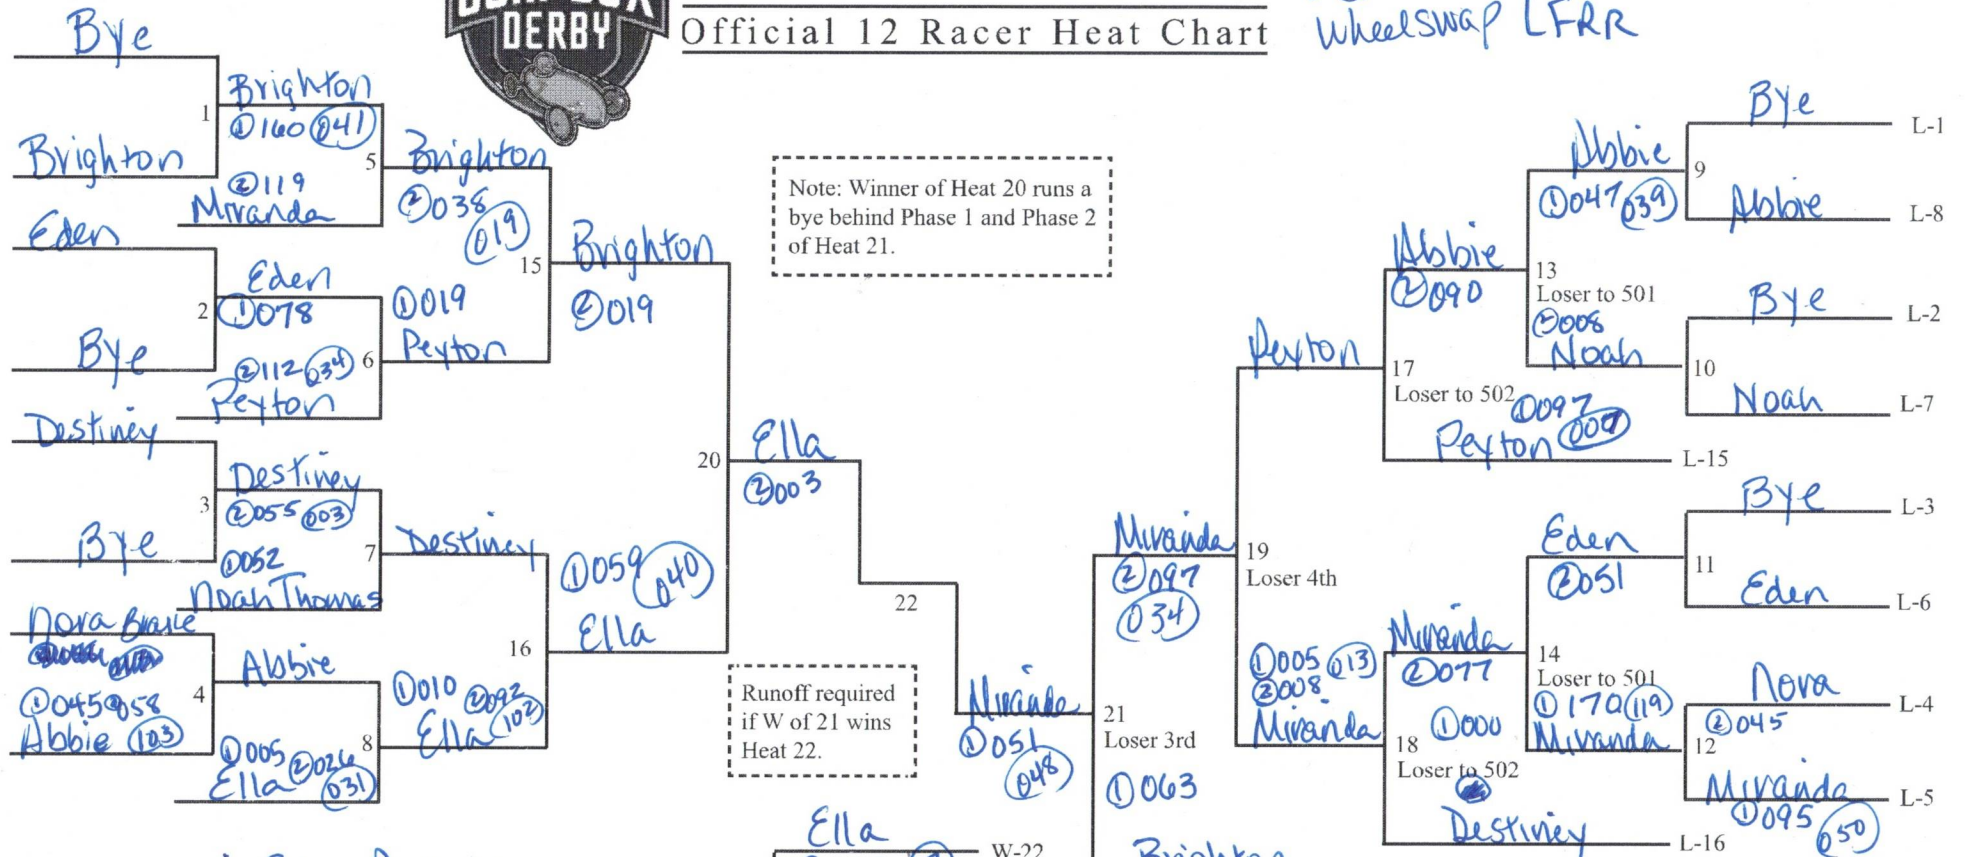 DERBY
Official 12 Racer Heat Chart
Wheelswap LFRR
Bye
1
Brighton
Brighton
①160 041
②119
Miranda
5
Brighton
②038
019
Eden
2
Bye
Eden
①078
②112 034
Peyton
6
①019
Peyton
15
Brighton
②019
Destiney
3
Bye
Destiney
②055 003
①052
Noah Thomas
7
Destiney
Nora
①045 ②058
4
Abbie 103
Abbie
①005 ②026
Ella 031
8
①010 ②092
Ella 102
16
①059 040
Ella
20
Ella
②003
22
Note: Winner of Heat 20 runs a
bye behind Phase 1 and Phase 2
of Heat 21.
Runoff required
if W of 21 wins
Heat 22.
Miranda
①051
048
21
Loser 3rd
①063
Miranda
②097
034
19
Loser 4th
Peyton
①005 013
②008
Miranda
Abbie
②090
17
Loser to 502
①097
Peyton 007
L-15
Abbie
①047 039
13
Loser to 501
②008
Noah
Bye
L-1
9
Abbie
L-8
Bye
L-2
10
Noah
L-7
Miranda
②077
18
Loser to 502
①000
Destiney
L-16
Eden
②051
14
Loser to 501
①170 119
Miranda
Bye
L-3
11
Eden
L-6
Nora
L-4
②045
12
Miranda
L-5
①095 050
Ella
W-22
Brighton